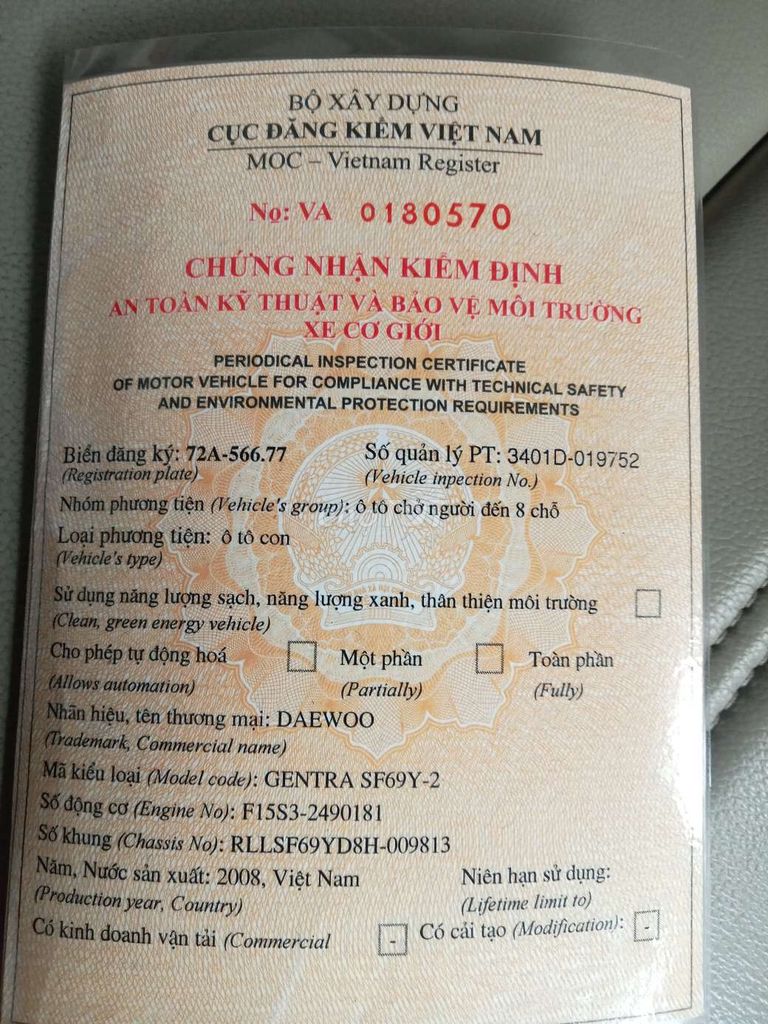 BỘ XÂY DỰNG
CỤC ĐĂNG KIỂM VIỆT NAM
MOC – Vietnam Register
No: VA 0180570
CHỨNG NHẬN KIỂM ĐỊNH
AN TOÀN KỸ THUẬT VÀ BẢO VỆ MÔI TRƯỜNG
XE CƠ GIỚI
PERIODICAL INSPECTION CERTIFICATE
OF MOTOR VEHICLE FOR COMPLIANCE WITH TECHNICAL SAFETY
AND ENVIRONMENTAL PROTECTION REQUIREMENTS
Biển đăng ký: 72A-566.77 Số quản lý PT: 3401D-019752
(Registration plate) (Vehicle inpection No.)
Nhóm phương tiện (Vehicle's group): ô tô chở người đến 8 chỗ
Loại phương tiện: ô tô con
(Vehicle's type)
Sử dụng năng lượng sạch, năng lượng xanh, thân thiện môi trường
(Clean, green energy vehicle)
Cho phép tự động hoá Một phần Toàn phần
(Allows automation) (Partially) (Fully)
Nhãn hiệu, tên thương mại: DAEWOO
(Trademark, Commercial name)
Mã kiểu loại (Model code): GENTRA SF69Y-2
Số động cơ (Engine No): F15S3-2490181
Số khung (Chassis No): RLLSF69YD8H-009813
Năm, Nước sản xuất: 2008, Việt Nam Niên hạn sử dụng:
(Production year, Country) (Lifetime limit to)
Có kinh doanh vận tải (Commercial - Có cải tạo (Modification): -